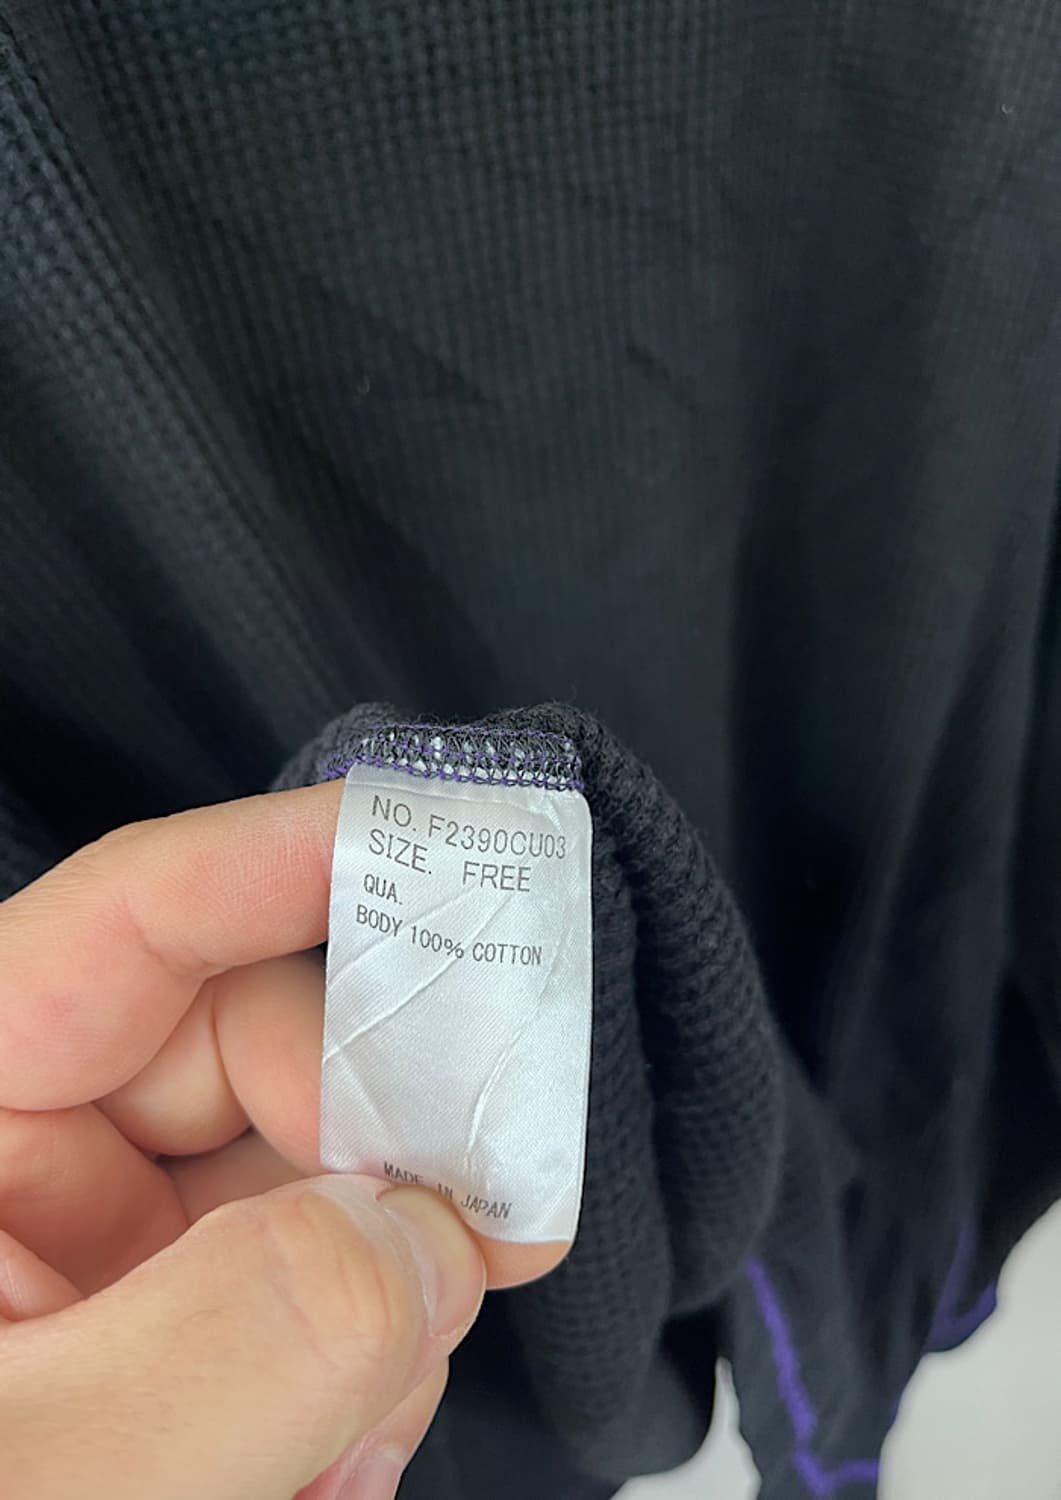 NO. F2390CU03
SIZE. FREE
QUA.
BODY 100% COTTON
MADE IN JAPAN